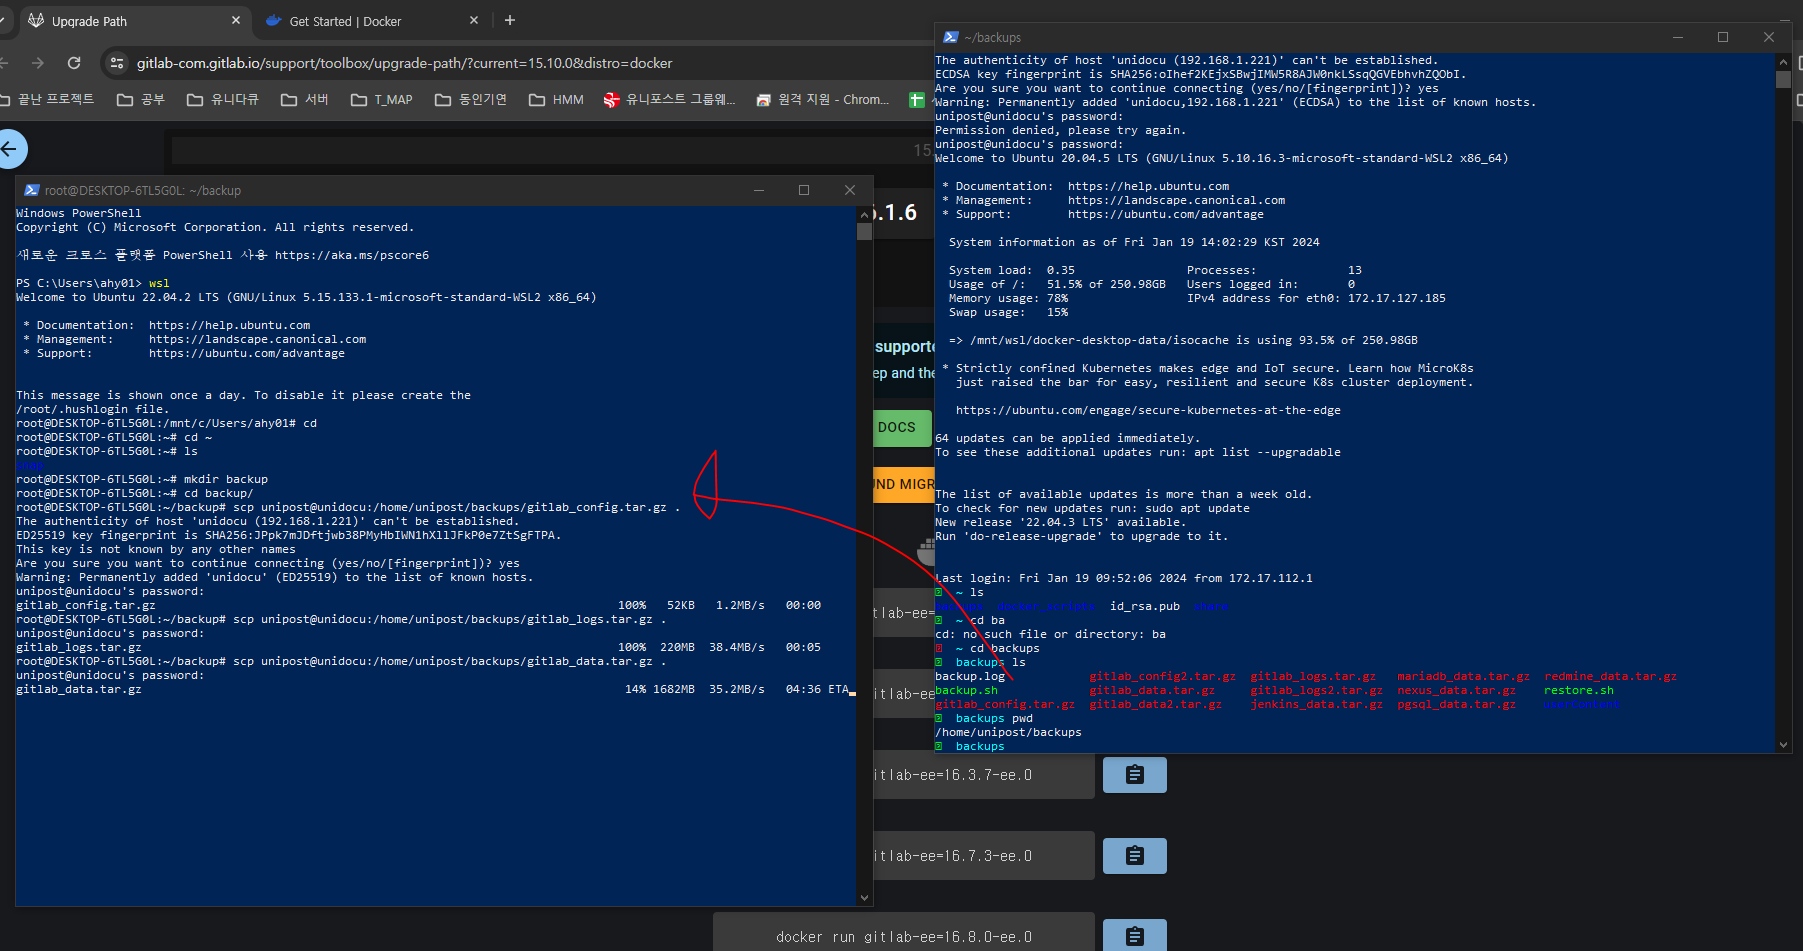 Upgrade Path
Get Started | Docker
gitlab-com.gitlab.io/support/toolbox/upgrade-path/?current=15.10.0&distro=docker
끝난 프로젝트 공부 유니다큐 서버 T_MAP 동인기연 HMM 유니포스트 그룹웨... 원격 지원 - Chrom...
15.
root@DESKTOP-6TL5G0L: ~/backup
Windows PowerShell
Copyright (C) Microsoft Corporation. All rights reserved.
새로운 크로스 플랫폼 PowerShell 사용 https://aka.ms/pscore6
PS C:\Users\ahy01> wsl
Welcome to Ubuntu 22.04.2 LTS (GNU/Linux 5.15.133.1-microsoft-standard-WSL2 x86_64)
* Documentation:  https://help.ubuntu.com
* Management:     https://landscape.canonical.com
* Support:        https://ubuntu.com/advantage
This message is shown once a day. To disable it please create the
/root/.hushlogin file.
root@DESKTOP-6TL5G0L:/mnt/c/Users/ahy01# cd
root@DESKTOP-6TL5G0L:~# cd ~
root@DESKTOP-6TL5G0L:~# ls
snap
root@DESKTOP-6TL5G0L:~# mkdir backup
root@DESKTOP-6TL5G0L:~# cd backup/
root@DESKTOP-6TL5G0L:~/backup# scp unipost@unidocu:/home/unipost/backups/gitlab_config.tar.gz .
The authenticity of host 'unidocu (192.168.1.221)' can't be established.
ED25519 key fingerprint is SHA256:JPpk7mJDftjwb38PMyHbIWN1hXllJFkP0e7ZtSgFTPA.
This key is not known by any other names
Are you sure you want to continue connecting (yes/no/[fingerprint])? yes
Warning: Permanently added 'unidocu' (ED25519) to the list of known hosts.
unipost@unidocu's password:
gitlab_config.tar.gz 100% 52KB 1.2MB/s 00:00
root@DESKTOP-6TL5G0L:~/backup# scp unipost@unidocu:/home/unipost/backups/gitlab_logs.tar.gz .
unipost@unidocu's password:
gitlab_logs.tar.gz 100% 220MB 38.4MB/s 00:05
root@DESKTOP-6TL5G0L:~/backup# scp unipost@unidocu:/home/unipost/backups/gitlab_data.tar.gz .
unipost@unidocu's password:
gitlab_data.tar.gz 14% 1682MB 35.2MB/s 04:36 ETA
~/backups
The authenticity of host 'unidocu (192.168.1.221)' can't be established.
ECDSA key fingerprint is SHA256:oIhef2KEjxSBwjIMW5R8AJW0nkLSsqQGVEbhvhZQObI.
Are you sure you want to continue connecting (yes/no/[fingerprint])? yes
Warning: Permanently added 'unidocu,192.168.1.221' (ECDSA) to the list of known hosts.
unipost@unidocu's password:
Permission denied, please try again.
unipost@unidocu's password:
Welcome to Ubuntu 20.04.5 LTS (GNU/Linux 5.10.16.3-microsoft-standard-WSL2 x86_64)
* Documentation:  https://help.ubuntu.com
* Management:     https://landscape.canonical.com
* Support:        https://ubuntu.com/advantage
System information as of Fri Jan 19 14:02:29 KST 2024
System load:  0.35 Processes: 13
Usage of /:   51.5% of 250.98GB Users logged in: 0
Memory usage: 78% IPv4 address for eth0: 172.17.127.185
Swap usage:   15%
=> /mnt/wsl/docker-desktop-data/isocache is using 93.5% of 250.98GB
* Strictly confined Kubernetes makes edge and IoT secure. Learn how MicroK8s
just raised the bar for easy, resilient and secure K8s cluster deployment.
https://ubuntu.com/engage/secure-kubernetes-at-the-edge
64 updates can be applied immediately.
To see these additional updates run: apt list --upgradable
The list of available updates is more than a week old.
To check for new updates run: sudo apt update
New release '22.04.3 LTS' available.
Run 'do-release-upgrade' to upgrade to it.
Last login: Fri Jan 19 09:52:06 2024 from 172.17.112.1
~ ls
backups docker-scripts id_rsa.pub share
~ cd ba
cd: no such file or directory: ba
~ cd backups
backups ls
backup.log gitlab_config2.tar.gz gitlab_logs.tar.gz mariadb_data.tar.gz redmine_data.tar.gz
backup.sh gitlab_data.tar.gz gitlab_logs2.tar.gz nexus_data.tar.gz restore.sh
gitlab_config.tar.gz gitlab_data2.tar.gz jenkins_data.tar.gz pgsql_data.tar.gz
backups pwd
/home/unipost/backups
backups
.1.6
supporte
ep and the
DOCS
UND MIGR
itlab-ee=
itlab-ee=
itlab-ee=16.3.7-ee.0
itlab-ee=16.7.3-ee.0
docker run gitlab-ee=16.8.0-ee.0